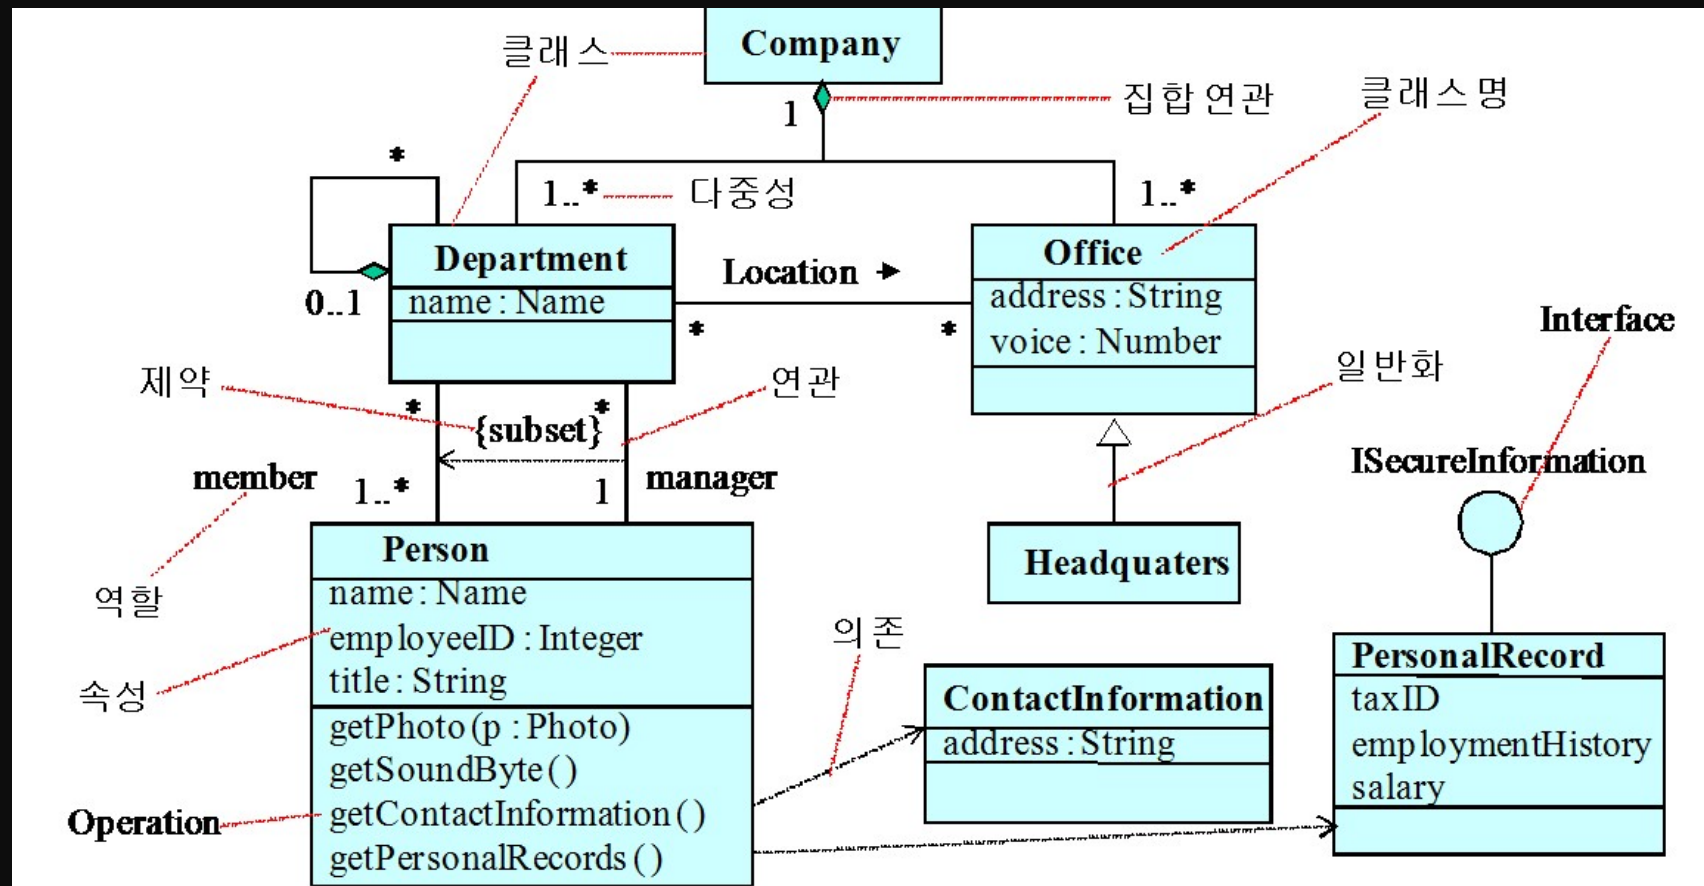 Company
클래스
집합 연관
클래스명
1
*
1..*
다중성
1..*
Department
name : Name
0..1
Location
*
*
Office
address : String
voice : Number
Interface
제약
연관
일반화
*
*
{subset}
ISecureInformation
member
1..*
1
manager
Person
name : Name
employeeID : Integer
title : String
getPhoto (p : Photo)
getSoundByte ( )
getContactInformation ( )
getPersonalRecords ( )
역할
속성
Operation
Headquaters
의존
ContactInformation
address : String
PersonalRecord
taxID
employmentHistory
salary